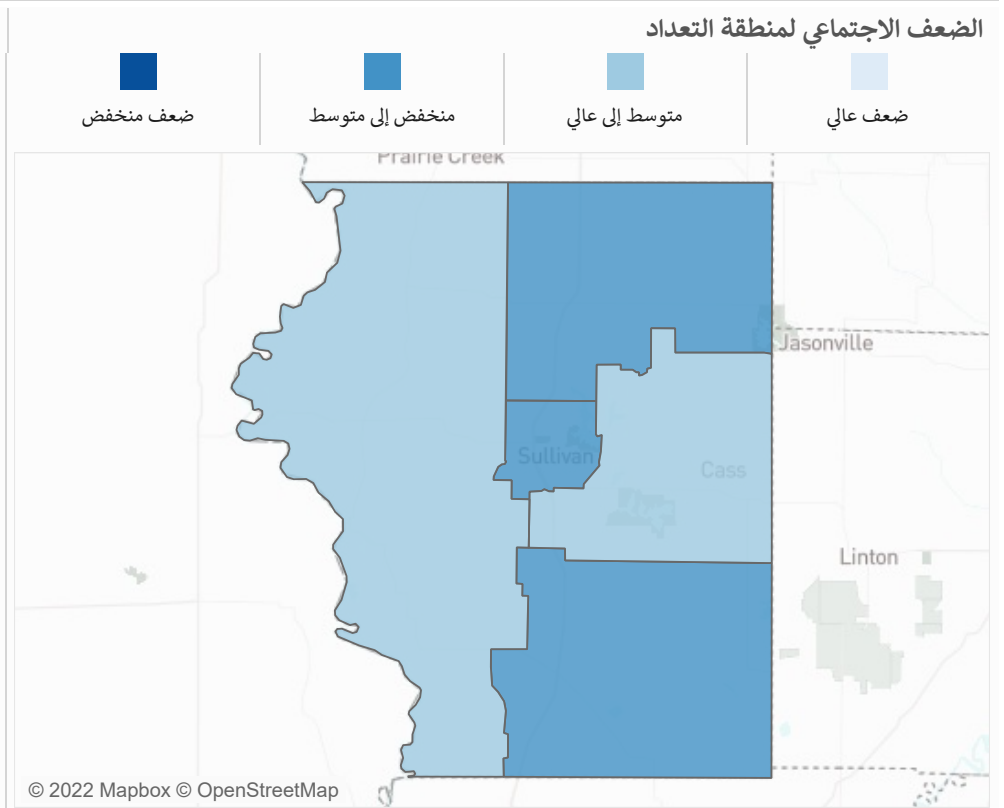 الضعف الاجتماعي لمنطقة التعداد
ضعف عالي
متوسط إلى عالي
منخفض إلى متوسط
ضعف منخفض
Prairie Creek
Jasonville
Sullivan
Cass
Linton
© 2022 Mapbox © OpenStreetMap